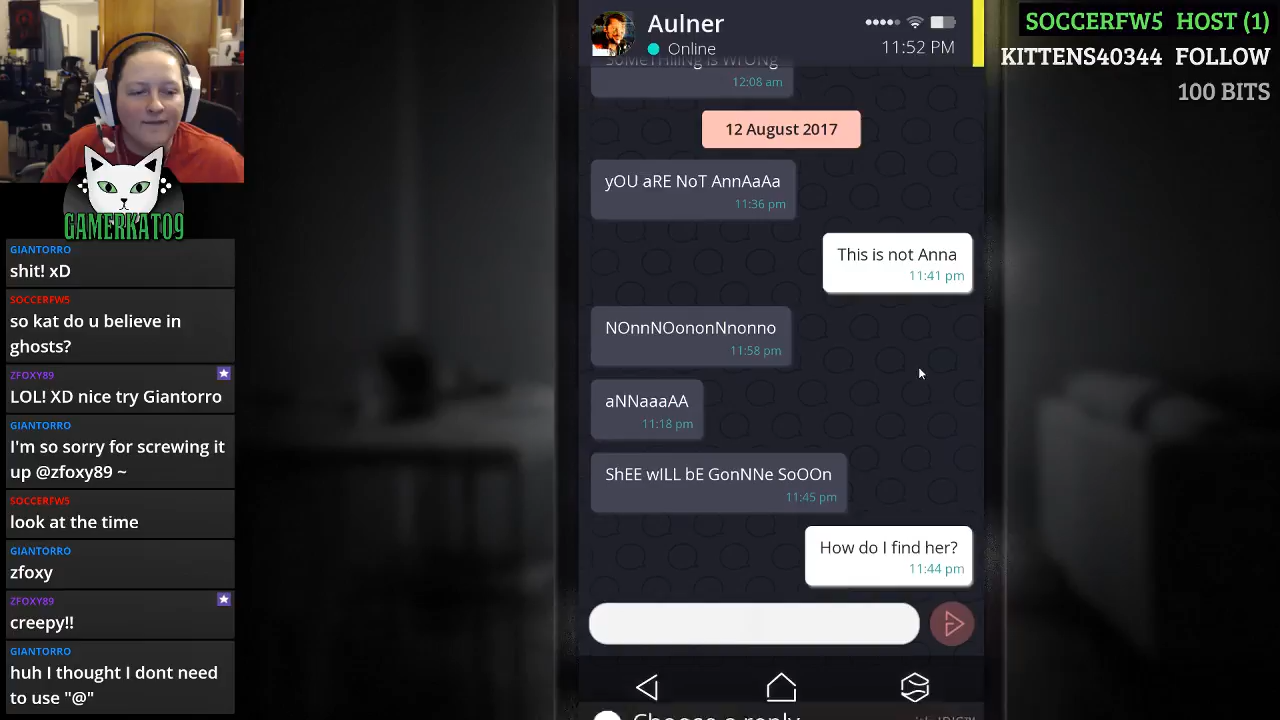 SOCCERFW5 HOST (1)
KITTENS40344 FOLLOW
100 BITS
GAMERKAT09
GIANTORRO
shit! xD
SOCCERFW5
so kat do u believe in
ghosts?
ZFOXY89
LOL! XD nice try Giantorro
GIANTORRO
I'm so sorry for screwing it
up @zfoxy89 ~
SOCCERFW5
look at the time
GIANTORRO
zfoxy
ZFOXY89
creepy!!
GIANTORRO
huh I thought I dont need
to use "@"
Aulner
Online
11:52 PM
SoMeTHIiINg is WrONg
12:08 am
12 August 2017
yOU aRE NoT AnnAaAa
11:36 pm
This is not Anna
11:41 pm
NOnnNOononNnonno
11:58 pm
aNNaaaAA
11:18 pm
ShEE wILL bE GonNNe SoOOn
11:45 pm
How do I find her?
11:44 pm
Choose a reply